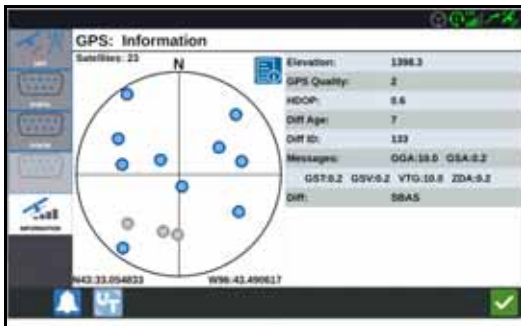 GPS: Information
Satellites: 23
N
Elevation: 1398.3
GPS Quality: 2
HDOP: 0.6
Diff Age: 7
Diff ID: 133
Messages: GGA:10.0 GSA:0.2
GST:0.2 GSV:0.2 VTG:10.0 ZDA:0.2
Diff: SBAS
INFORMATION
N43:33.054833 W96:43.490617
UT